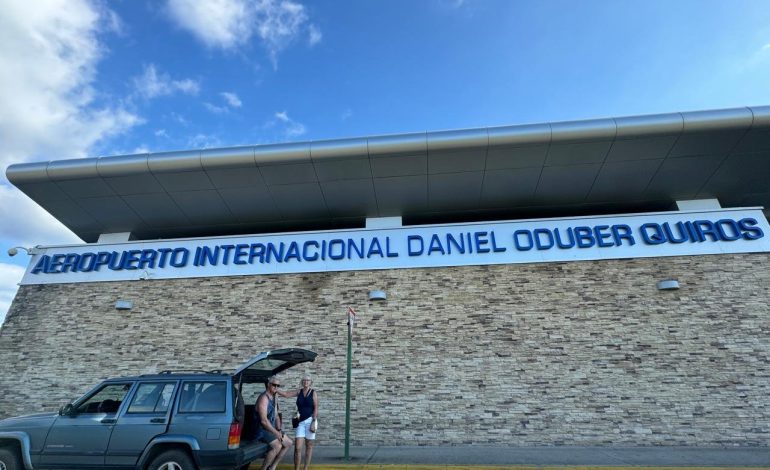 AEROPUERTO INTERNACIONAL DANIEL ODUBER QUIROS